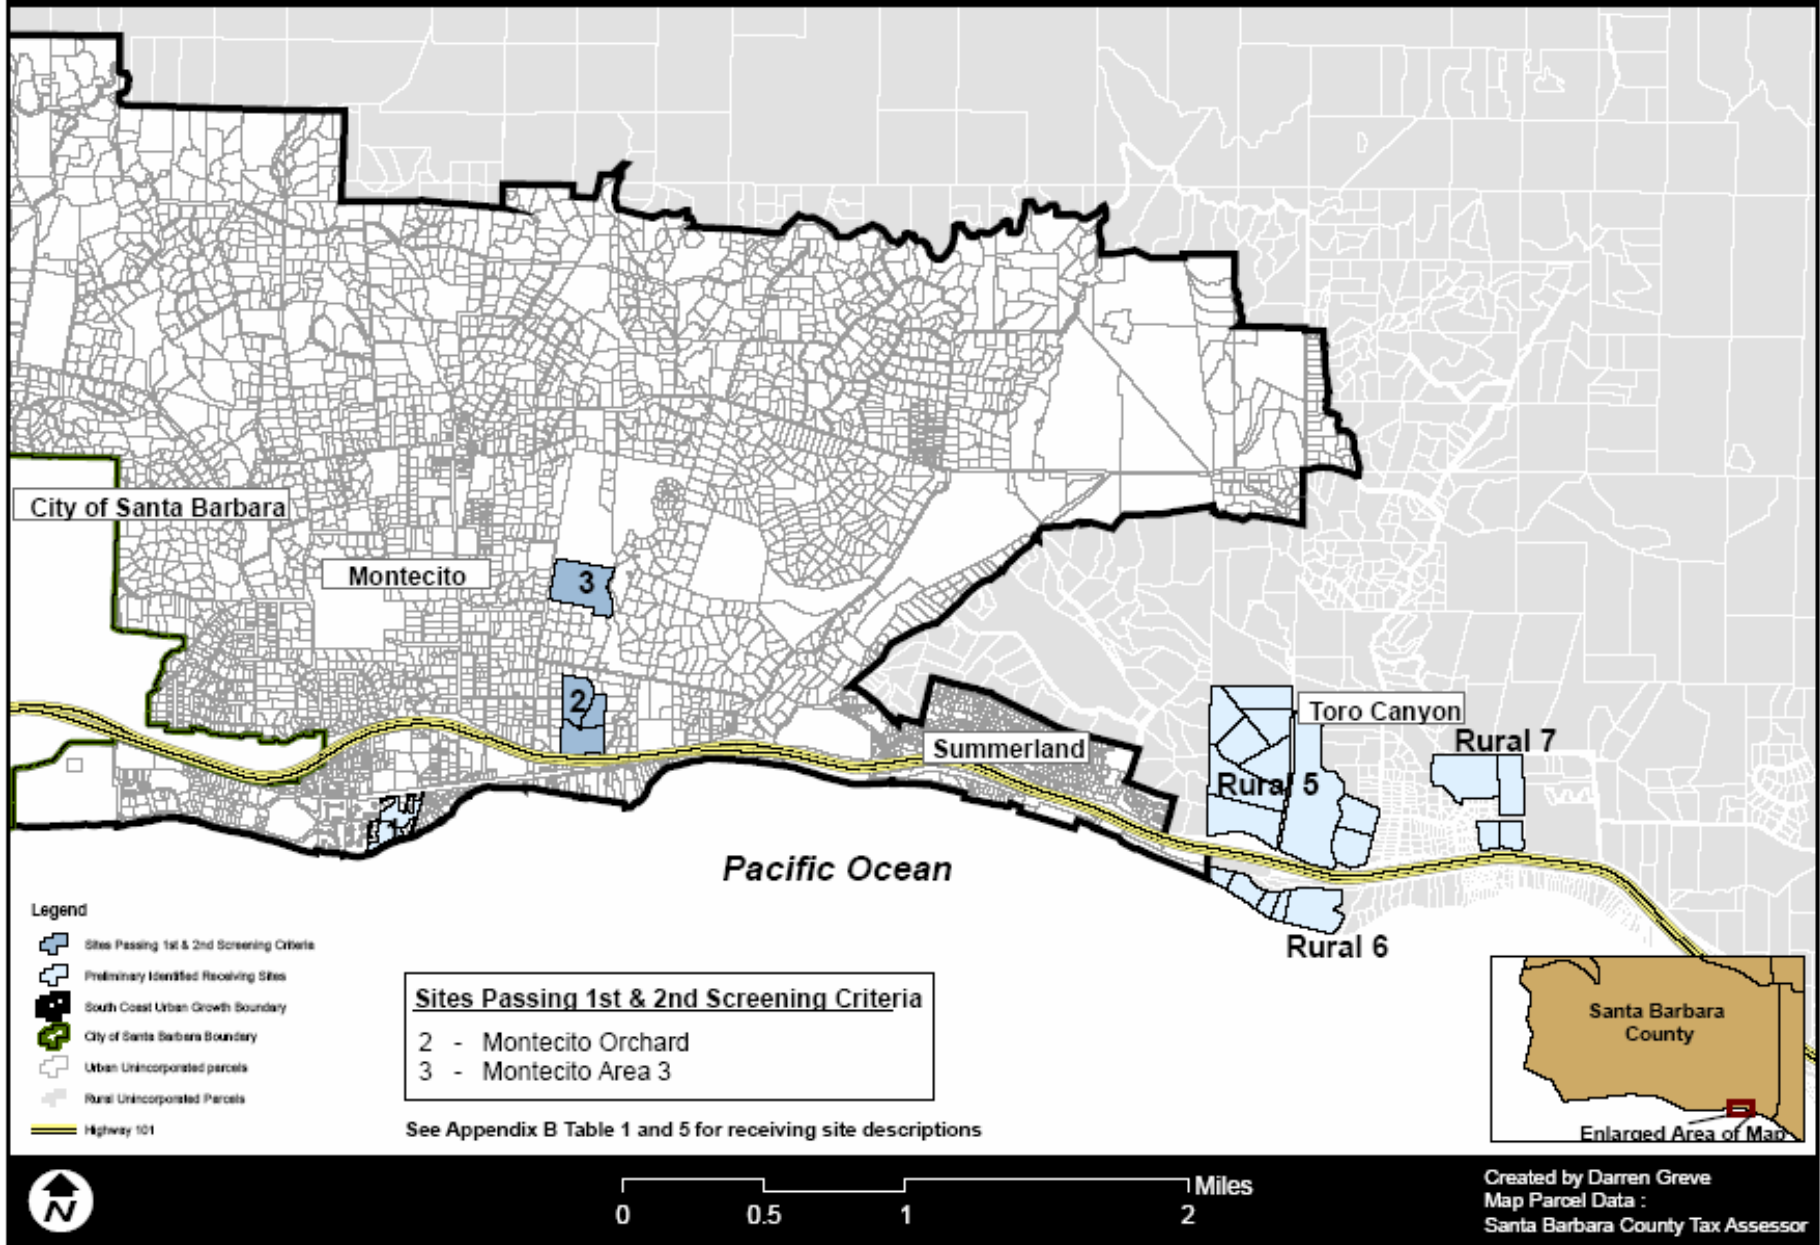 City of Santa Barbara
Montecito
3
2
Toro Canyon
Rural 7
Summerland
Rural 5
Pacific Ocean
Rural 6
Legend
Sites Passing 1st & 2nd Screening Criteria
Preliminary Identified Receiving Sites
South Coast Urban Growth Boundary
City of Santa Barbara Boundary
Urban Unincorporated parcels
Rural Unincorporated Parcels
Highway 101
Sites Passing 1st & 2nd Screening Criteria
2 - Montecito Orchard
3 - Montecito Area 3
See Appendix B Table 1 and 5 for receiving site descriptions
Santa Barbara
County
Enlarged Area of Map
N
Miles
0 0.5 1 2
Created by Darren Greve
Map Parcel Data :
Santa Barbara County Tax Assessor